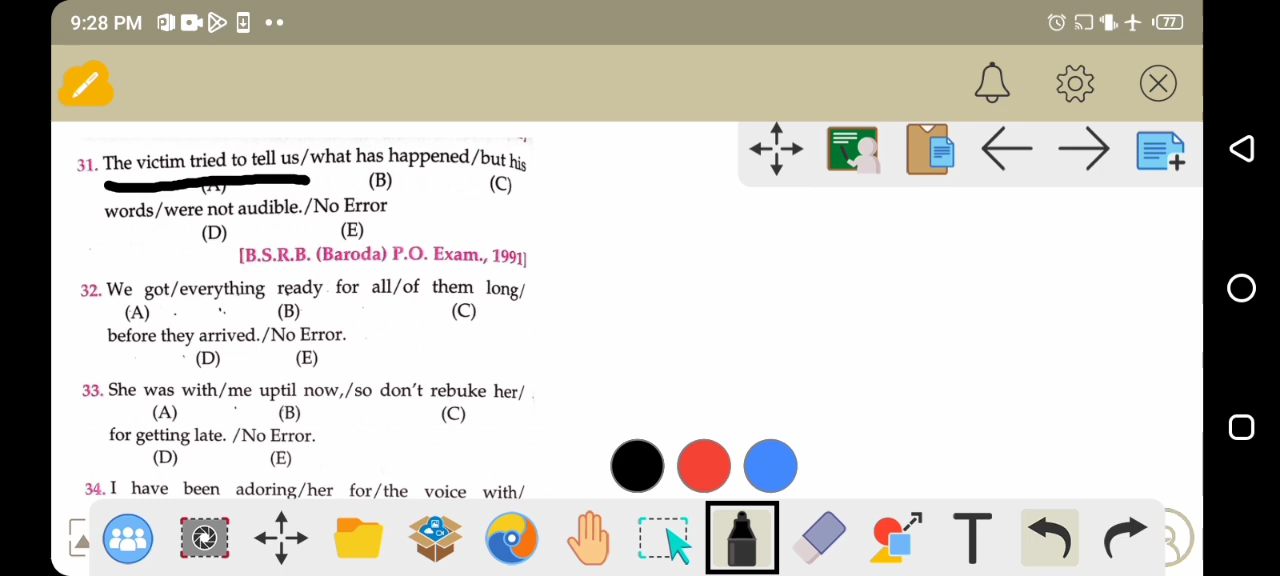 9:28 PM
77
31. The victim tried to tell us/what has happened/but his
(A) (B) (C)
words/were not audible./No Error
(D) (E)
[B.S.R.B. (Baroda) P.O. Exam., 1991]
32. We got/everything ready for all/of them long/
(A) (B) (C)
before they arrived./No Error.
(D) (E)
33. She was with/me uptil now,/so don't rebuke her/
(A) (B) (C)
for getting late. /No Error.
(D) (E)
34. I have been adoring/her for/the voice with/
T